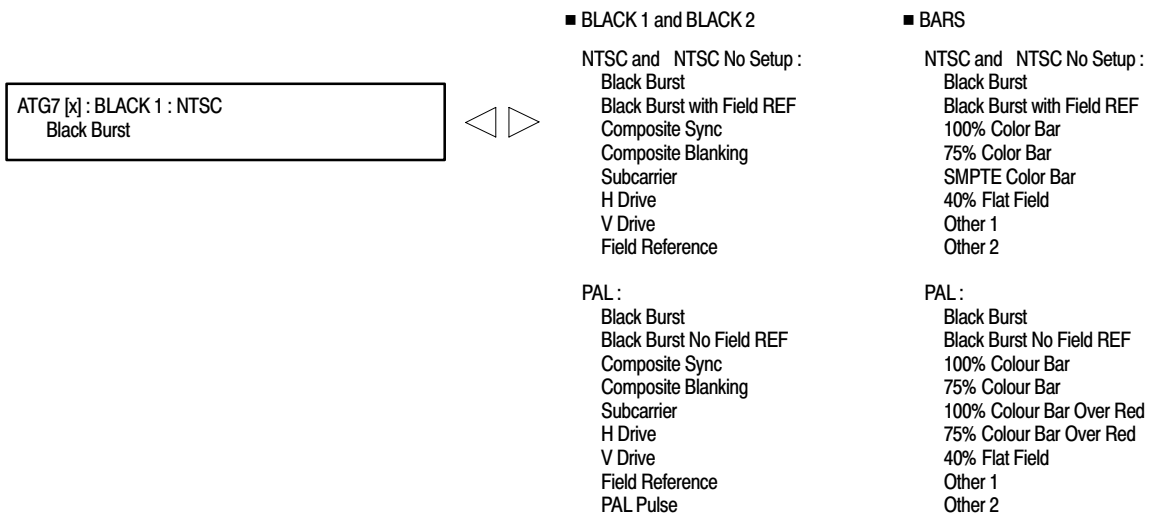 ATG7 [x] : BLACK 1 : NTSC
Black Burst
■ BLACK 1 and BLACK 2
NTSC and NTSC No Setup :
Black Burst
Black Burst with Field REF
Composite Sync
Composite Blanking
Subcarrier
H Drive
V Drive
Field Reference
PAL :
Black Burst
Black Burst No Field REF
Composite Sync
Composite Blanking
Subcarrier
H Drive
V Drive
Field Reference
PAL Pulse
■ BARS
NTSC and NTSC No Setup :
Black Burst
Black Burst with Field REF
100% Color Bar
75% Color Bar
SMPTE Color Bar
40% Flat Field
Other 1
Other 2
PAL :
Black Burst
Black Burst No Field REF
100% Colour Bar
75% Colour Bar
100% Colour Bar Over Red
75% Colour Bar Over Red
40% Flat Field
Other 1
Other 2